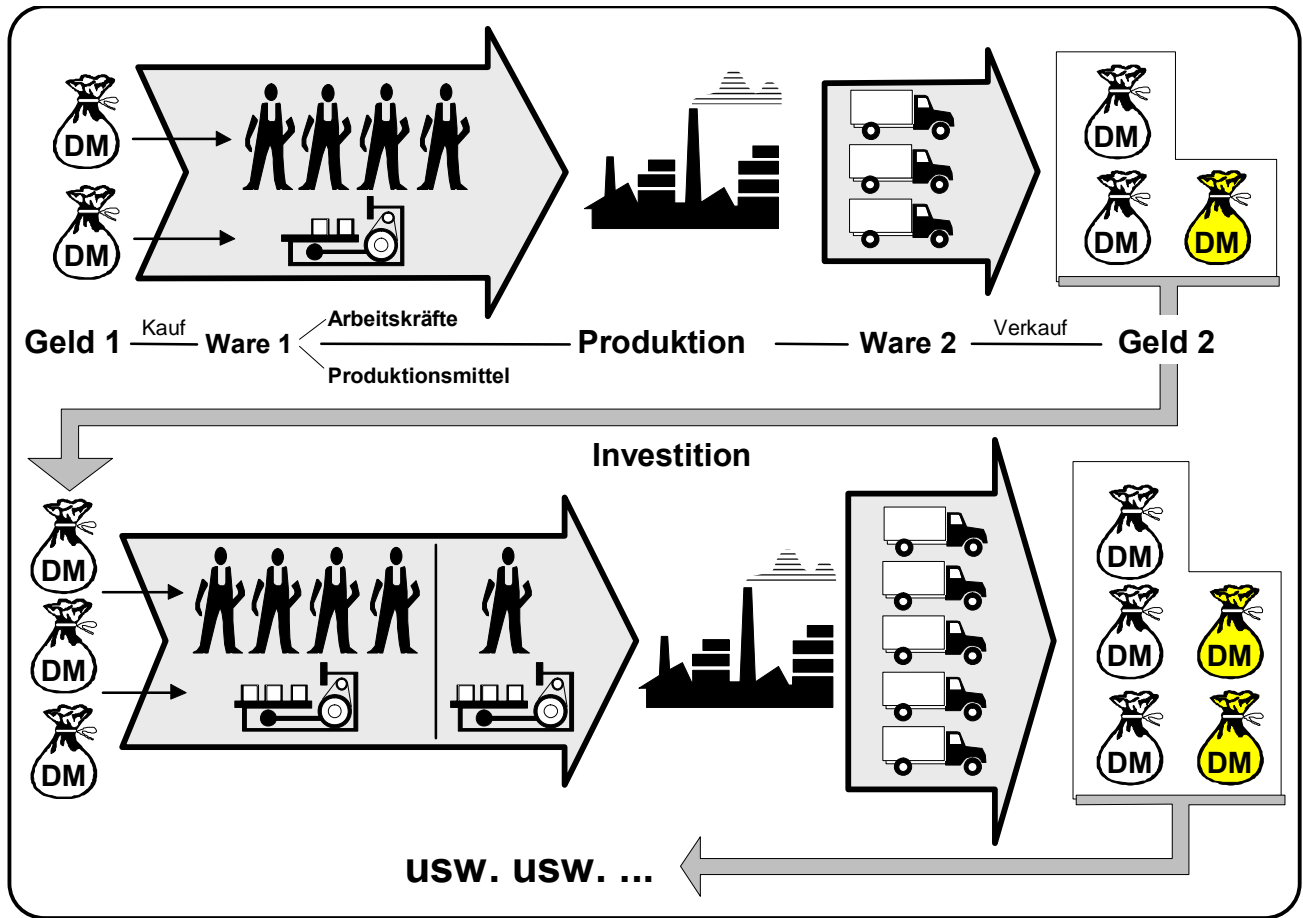 DM
DM
DM
DM
DM
Geld 1 Kauf Ware 1 Arbeitskräfte Produktionsmittel Produktion Ware 2 Verkauf Geld 2
Investition
DM
DM
DM
DM
DM
DM
DM
DM
usw. usw. ...